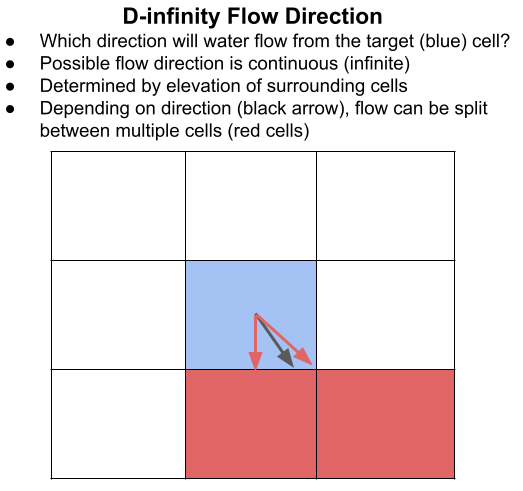 D-infinity Flow Direction
● Which direction will water flow from the target (blue) cell?
● Possible flow direction is continuous (infinite)
● Determined by elevation of surrounding cells
● Depending on direction (black arrow), flow can be split
between multiple cells (red cells)